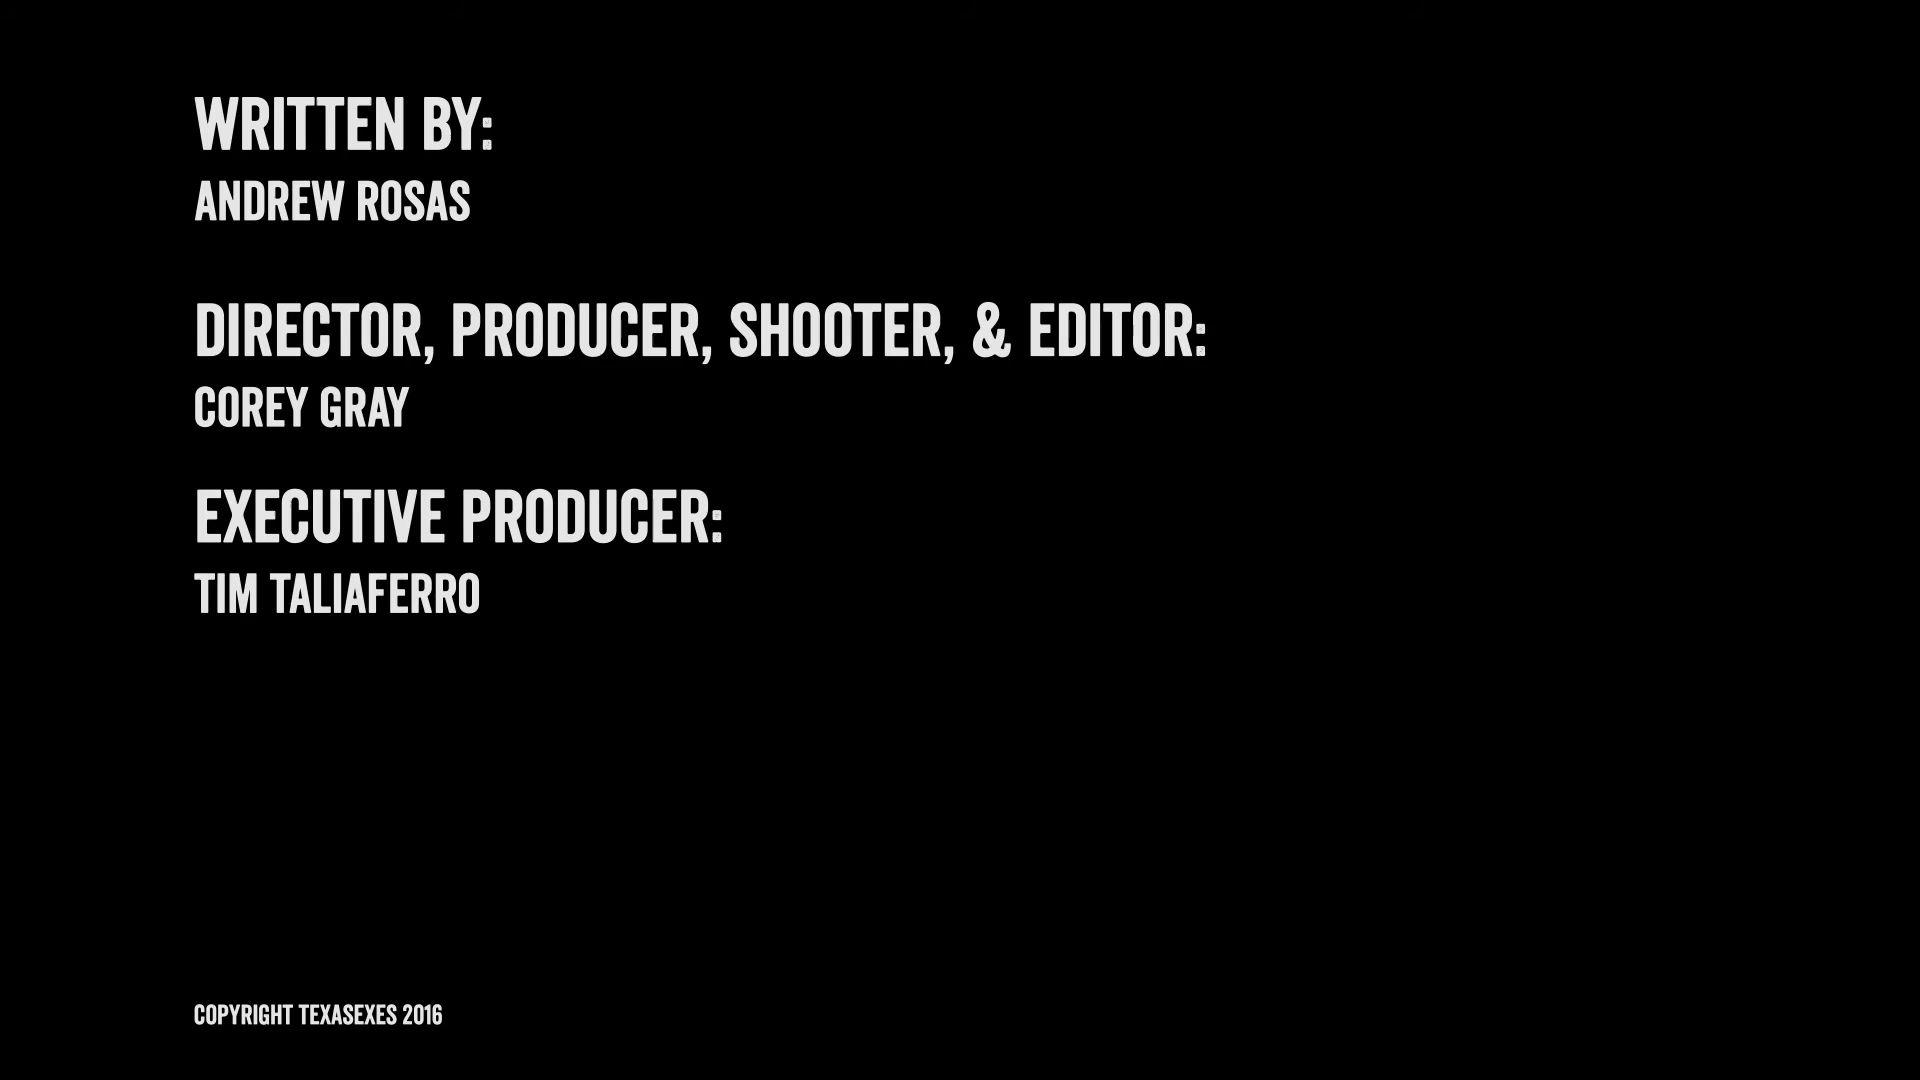 WRITTEN BY:
ANDREW ROSAS
DIRECTOR, PRODUCER, SHOOTER, & EDITOR:
COREY GRAY
EXECUTIVE PRODUCER:
TIM TALIAFERRO
COPYRIGHT TEXASEXES 2016